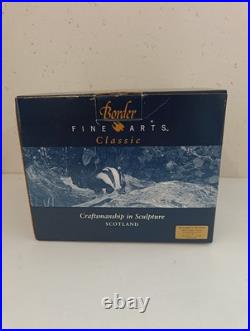 Border
FINE ARTS
Classic
Craftsmanship in Sculpture
SCOTLAND